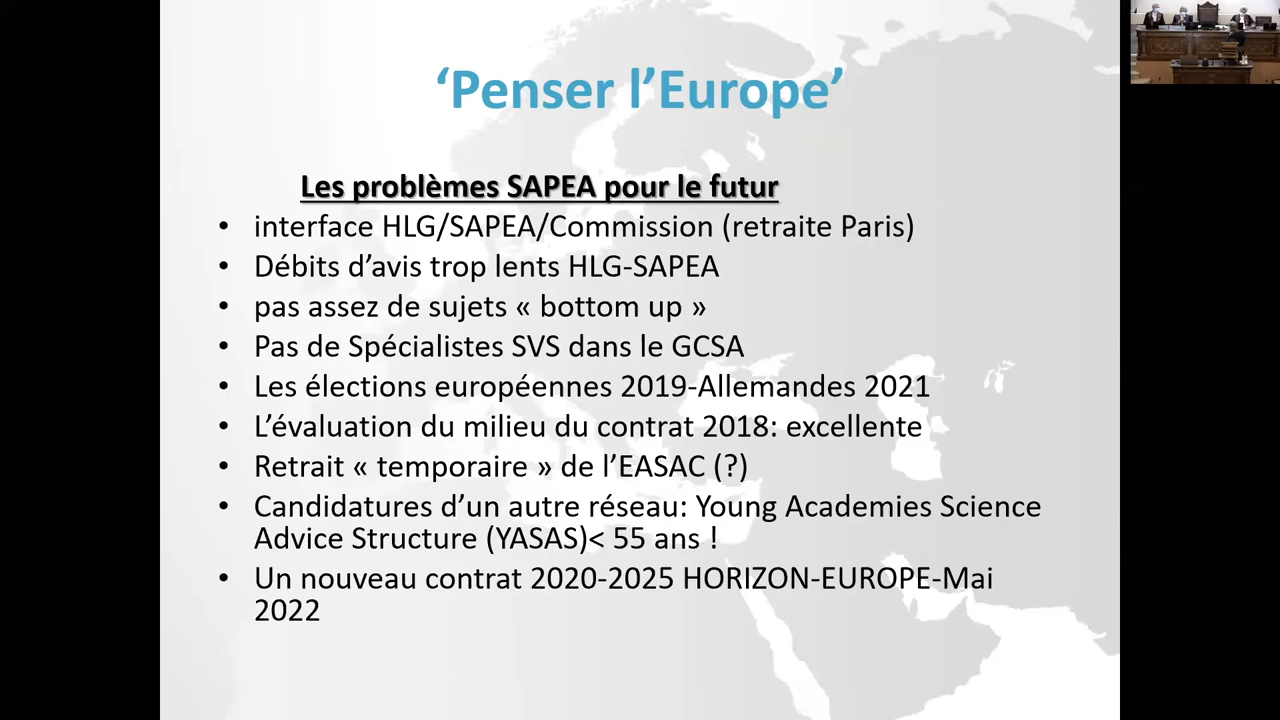 ‘Penser l’Europe’
Les problèmes SAPEA pour le futur
• interface HLG/SAPEA/Commission (retraite Paris)
• Débits d’avis trop lents HLG-SAPEA
• pas assez de sujets « bottom up »
• Pas de Spécialistes SVS dans le GCSA
• Les élections européennes 2019-Allemandes 2021
• L’évaluation du milieu du contrat 2018: excellente
• Retrait « temporaire » de l’EASAC (?)
• Candidatures d’un autre réseau: Young Academies Science
Advice Structure (YASAS)< 55 ans !
• Un nouveau contrat 2020-2025 HORIZON-EUROPE-Mai
2022